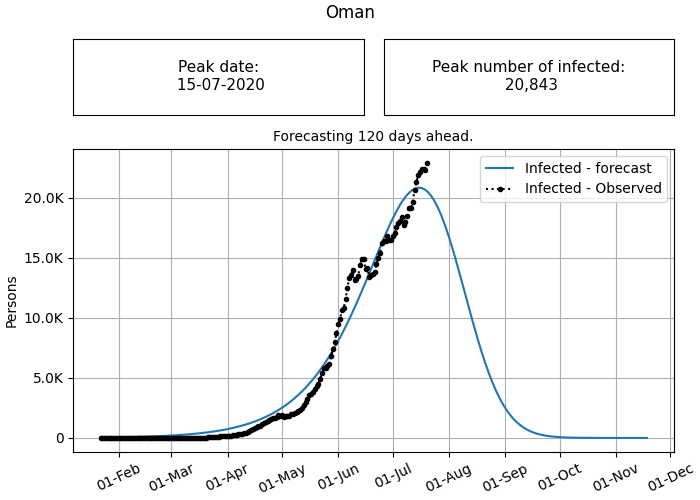 Oman
Peak date:
15-07-2020
Peak number of infected:
20,843
Forecasting 120 days ahead.
Infected - forecast
Infected - Observed
Persons
20.0K
15.0K
10.0K
5.0K
0
01-Feb
01-Mar
01-Apr
01-May
01-Jun
01-Jul
01-Aug
01-Sep
01-Oct
01-Nov
01-Dec